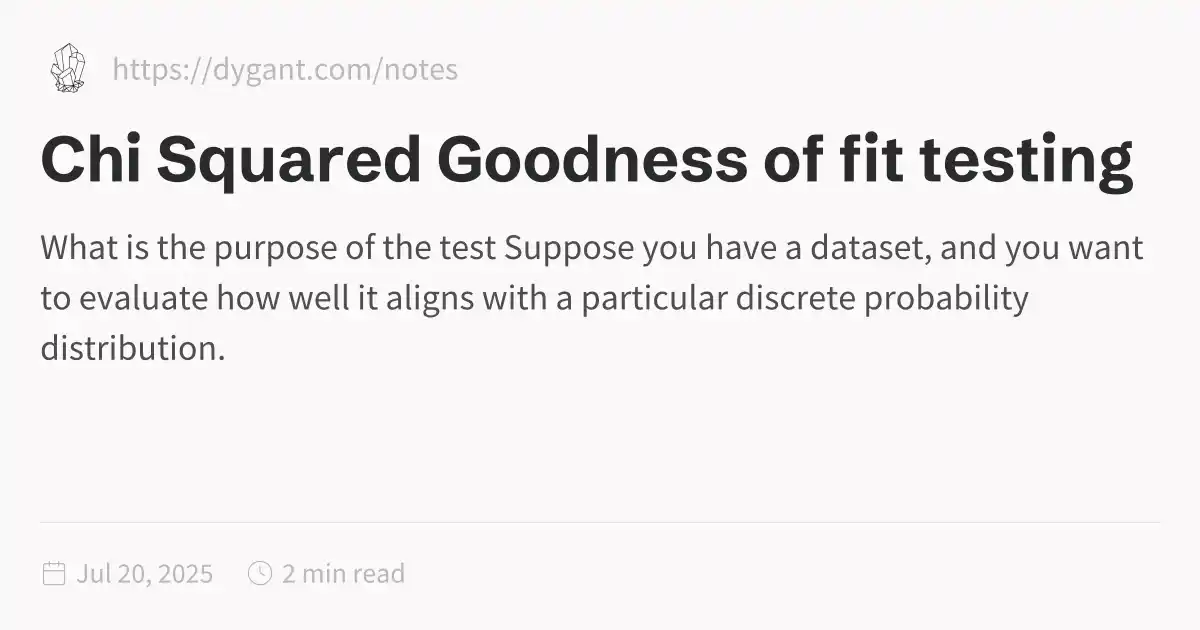 https://dygant.com/notes
Chi Squared Goodness of fit testing
What is the purpose of the test Suppose you have a dataset, and you want
to evaluate how well it aligns with a particular discrete probability
distribution.
Jul 20, 2025
2 min read